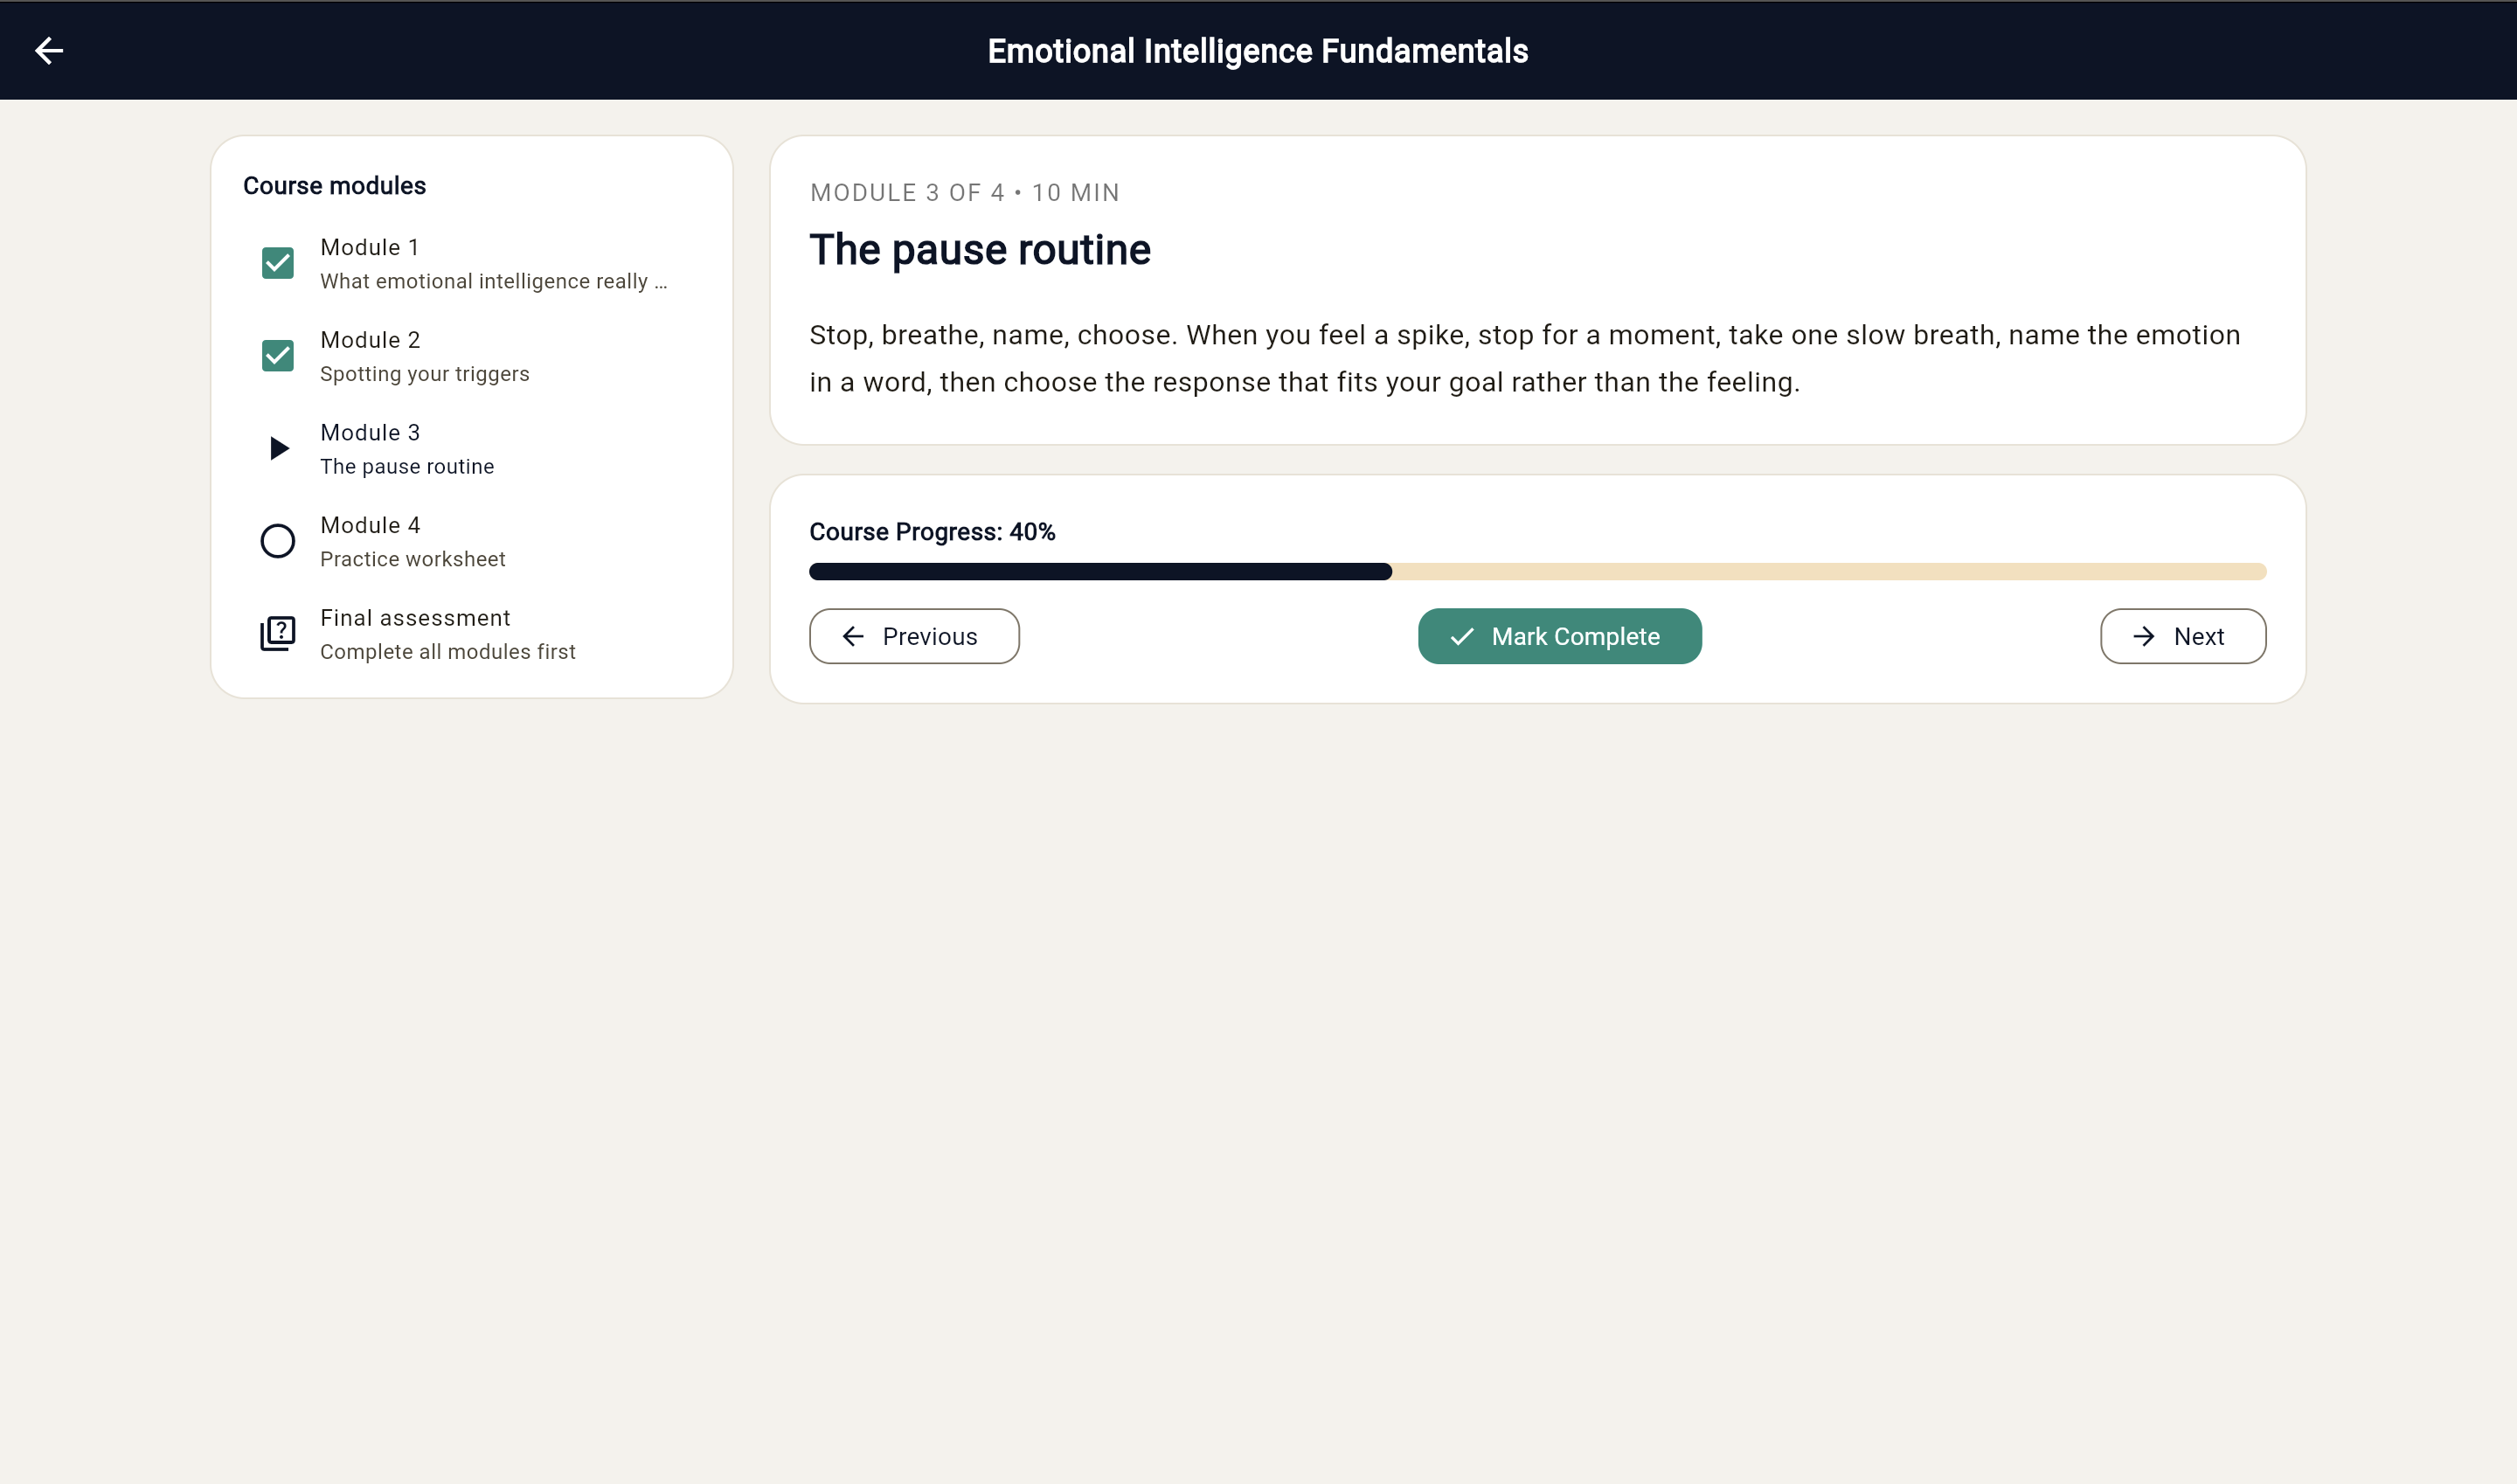 Emotional Intelligence Fundamentals
Course modules
Module 1
What emotional intelligence really ...
Module 2
Spotting your triggers
Module 3
The pause routine
Module 4
Practice worksheet
Final assessment
Complete all modules first
MODULE 3 OF 4 • 10 MIN
The pause routine
Stop, breathe, name, choose. When you feel a spike, stop for a moment, take one slow breath, name the emotion
in a word, then choose the response that fits your goal rather than the feeling.
Course Progress: 40%
Previous
Mark Complete
Next